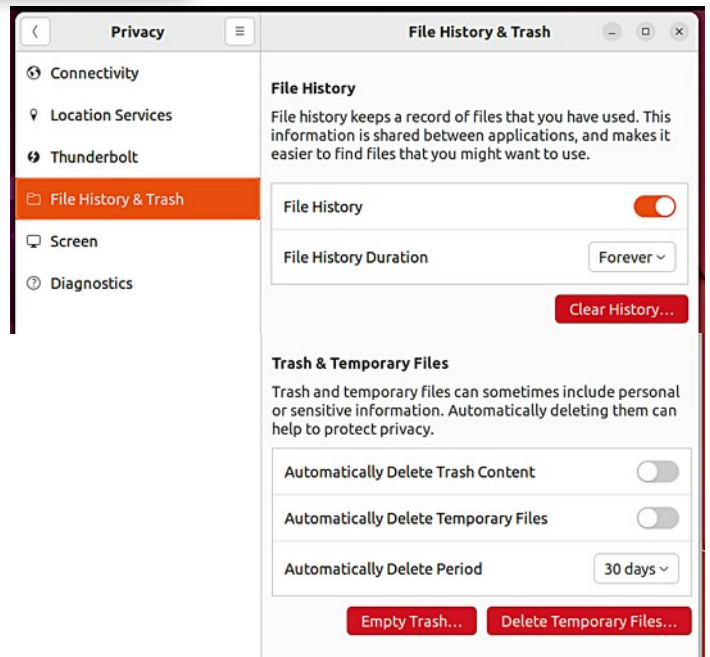 Privacy
File History & Trash
Connectivity
Location Services
Thunderbolt
File History & Trash
Screen
Diagnostics
File History
File history keeps a record of files that you have used. This
information is shared between applications, and makes it
easier to find files that you might want to use.
File History
File History Duration
Forever
Clear History...
Trash & Temporary Files
Trash and temporary files can sometimes include personal
or sensitive information. Automatically deleting them can
help to protect privacy.
Automatically Delete Trash Content
Automatically Delete Temporary Files
Automatically Delete Period
30 days
Empty Trash...
Delete Temporary Files...